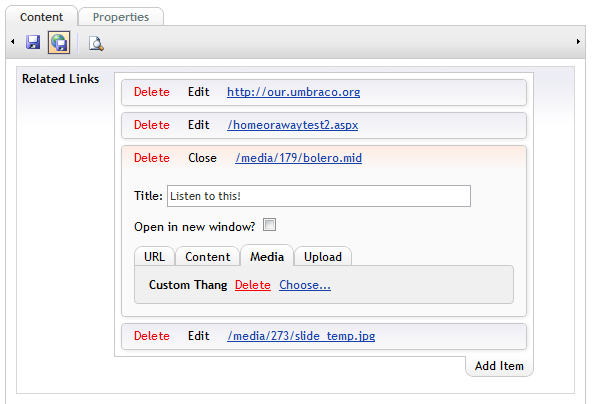 Content Properties
Related Links
Delete Edit http://our.umbraco.org
Delete Edit /homeorawaytest2.aspx
Delete Close /media/179/bolero.mid
Title: Listen to this!
Open in new window?
URL Content Media Upload
Custom Thang Delete Choose...
Delete Edit /media/273/slide_temp.jpg
Add Item